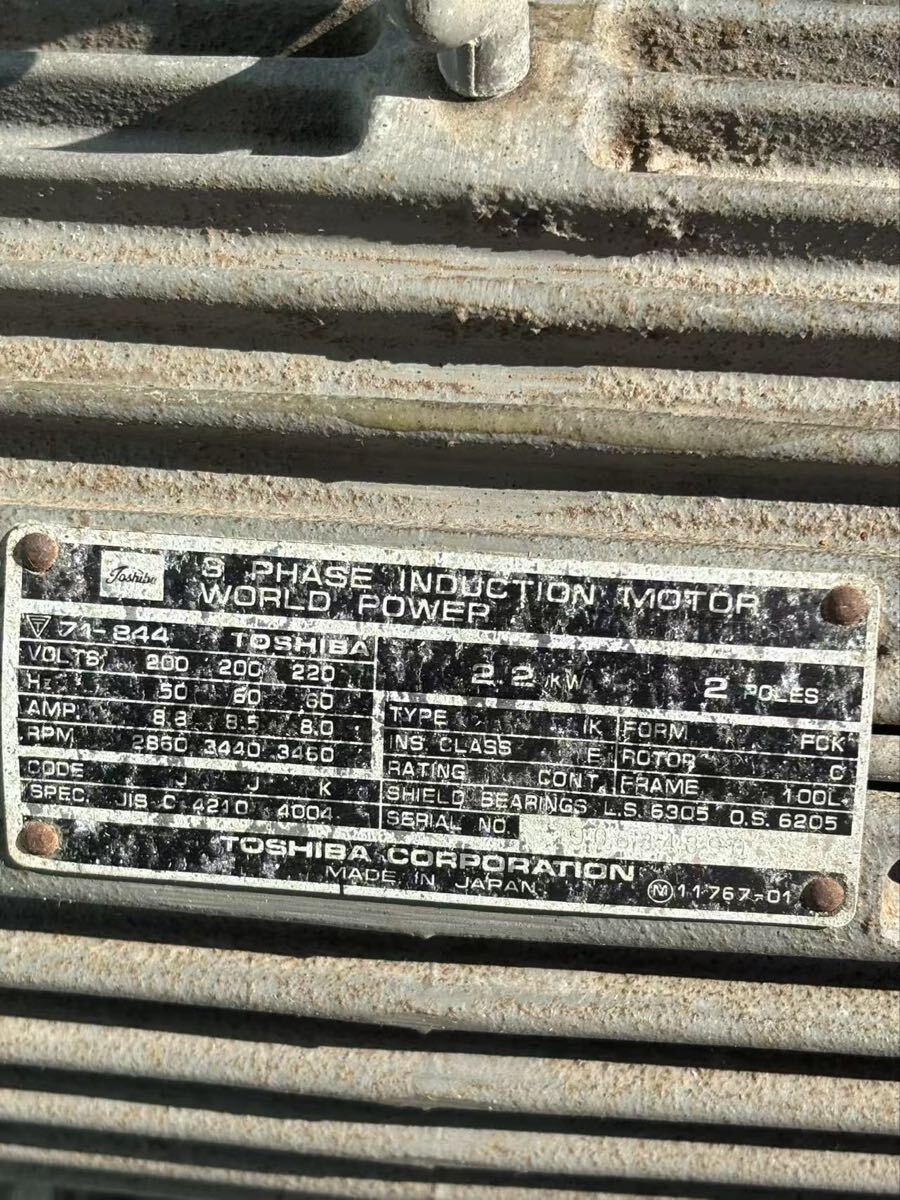 Toshiba
3 PHASE INDUCTION MOTOR
WORLD POWER
71-844 TOSHIBA
VOLTS 200 200 220
Hz 50 60 60
AMP. 8.8 8.5 8.0
RPM 2860 3440 3460
CODE J J K
SPEC. JIS C 4210 4004
2.2 KW 2 POLES
TYPE IK FORM FCK
INS. CLASS E ROTOR C
RATING CONT. FRAME 100L
SHIELD BEARINGS L.S. 6305 O.S. 6205
SERIAL NO.
TOSHIBA CORPORATION
MADE IN JAPAN
M 11767-01